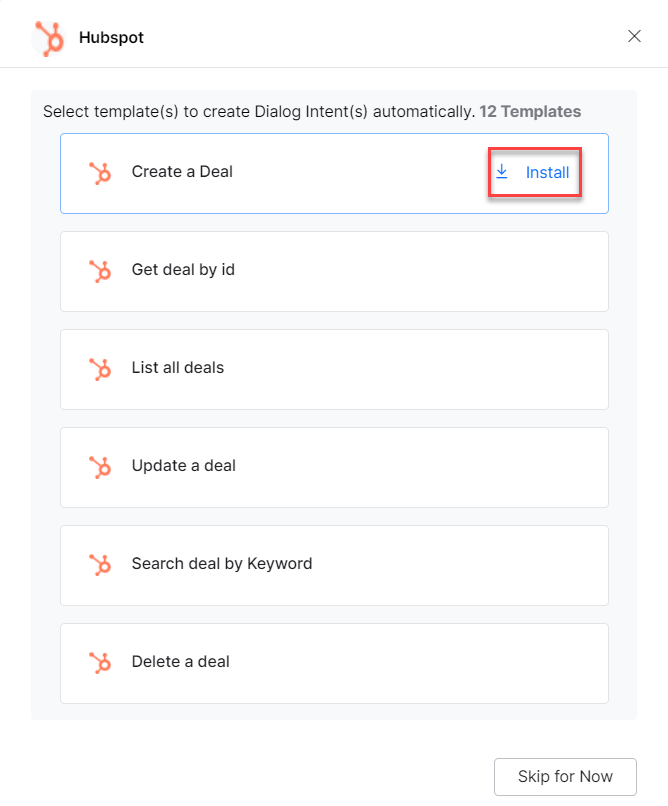 Hubspot
Select template(s) to create Dialog Intent(s) automatically. 12 Templates
Create a Deal
Install
Get deal by id
List all deals
Update a deal
Search deal by Keyword
Delete a deal
Skip for Now